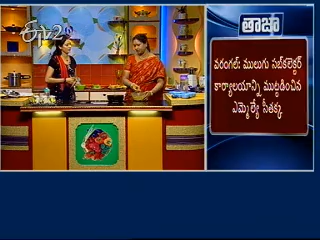 etv2
తాజా
వరంగల్: ములుగు సబ్‌కలెక్టర్
కార్యాలయాన్ని ముట్టడించిన
ఎమ్మెల్యే సీతక్క